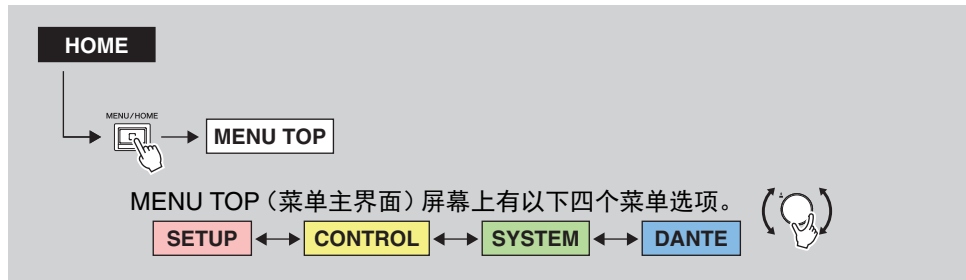 HOME
MENU/HOME
MENU TOP
MENU TOP（菜单主界面）屏幕上有以下四个菜单选项。
SETUP CONTROL SYSTEM DANTE